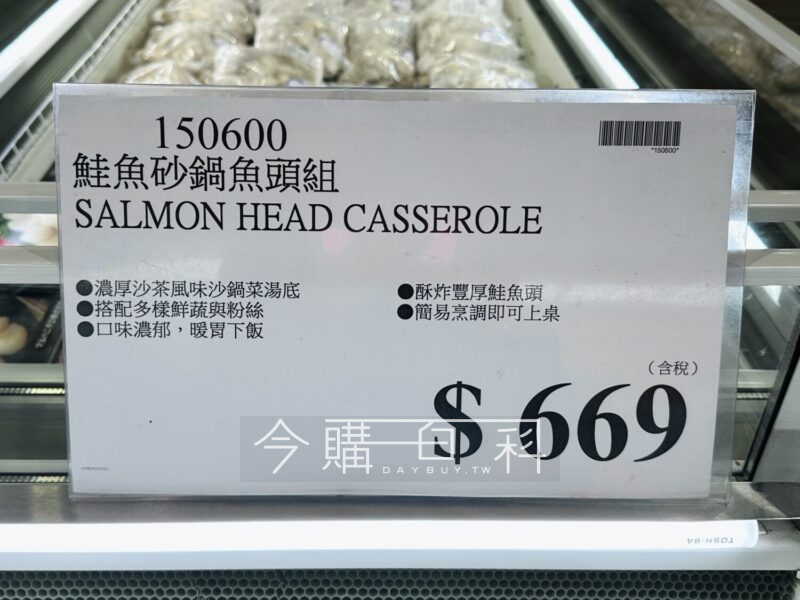 150600
*150600*
鮭魚砂鍋魚頭組
SALMON HEAD CASSEROLE
●濃厚沙茶風味沙鍋菜湯底
●搭配多樣鮮蔬與粉絲
●口味濃郁，暖胃下飯
●酥炸豐厚鮭魚頭
●簡易烹調即可上桌
（含稅）
$ 669
今購百科
DAYBUY.TW
TOSHIBA